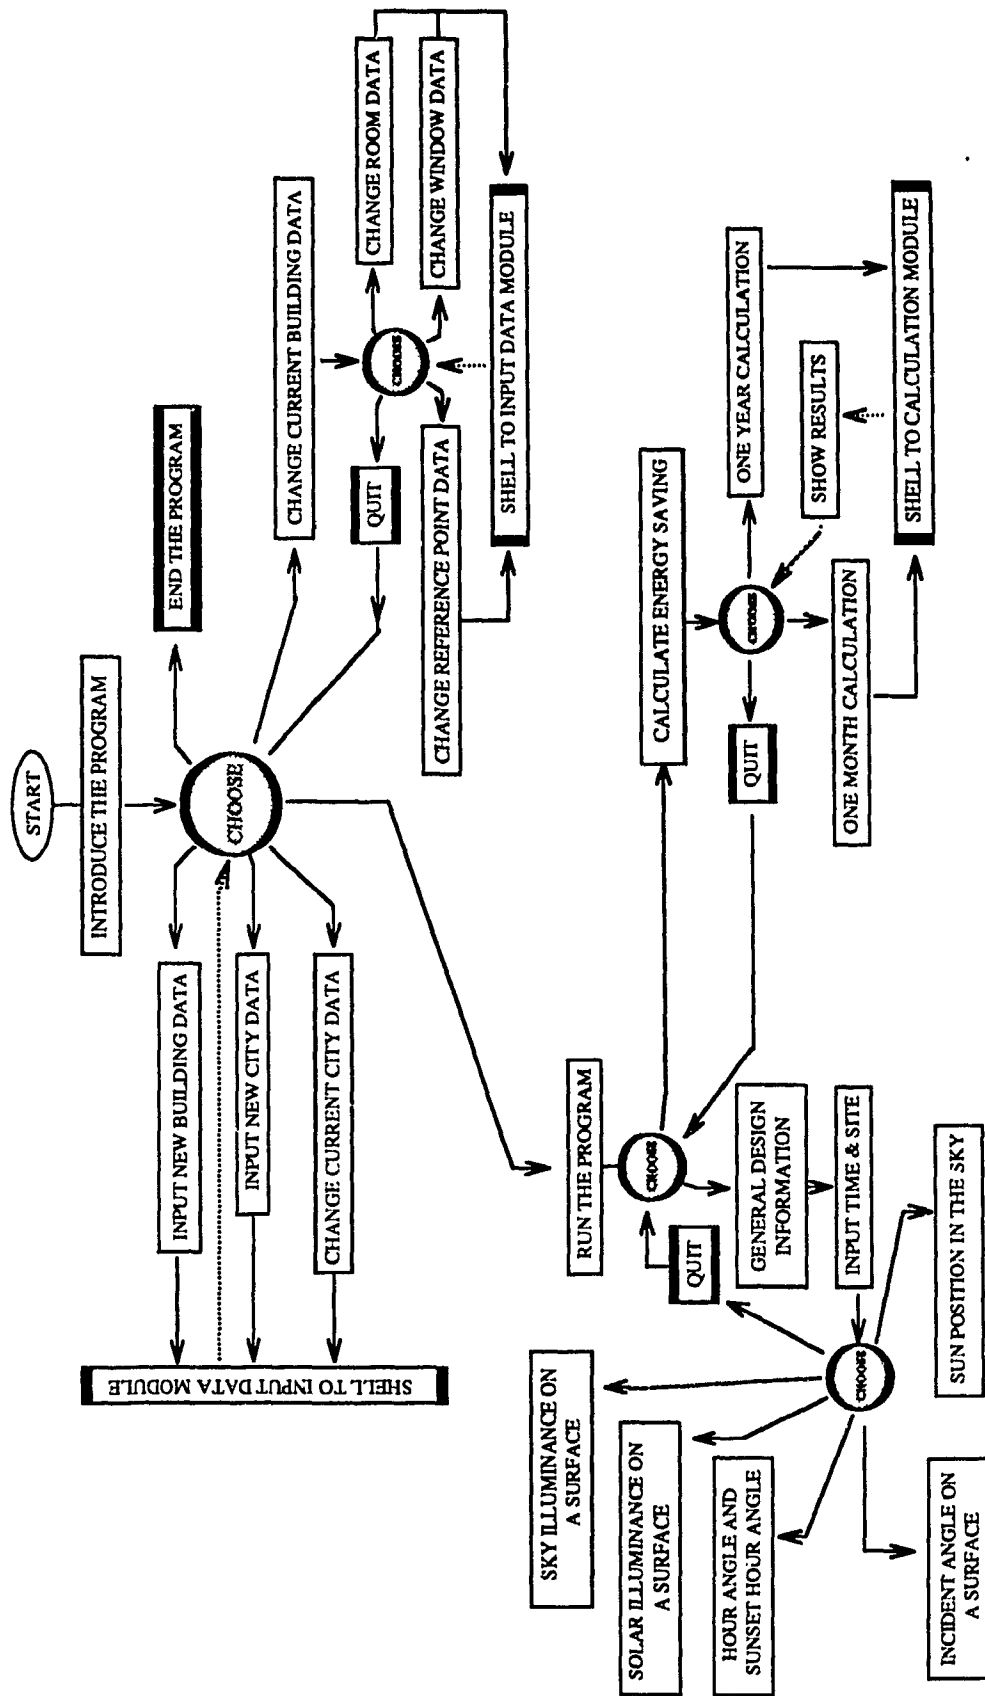 START
INTRODUCE THE PROGRAM
CHOOSE
END THE PROGRAM
INPUT NEW BUILDING DATA
INPUT NEW CITY DATA
CHANGE CURRENT CITY DATA
SHELL TO INPUT DATA MODULE
CHANGE CURRENT BUILDING DATA
CHOOSE
CHANGE ROOM DATA
CHANGE WINDOW DATA
QUIT
CHANGE REFERENCE POINT DATA
SHELL TO INPUT DATA MODULE
RUN THE PROGRAM
CHOOSE
CALCULATE ENERGY SAVING
CHOOSE
ONE YEAR CALCULATION
SHOW RESULTS
QUIT
ONE MONTH CALCULATION
SHELL TO CALCULATION MODULE
QUIT
GENERAL DESIGN
INFORMATION
INPUT TIME & SITE
CHOOSE
SKY ILLUMINANCE ON
A SURFACE
SOLAR ILLUMINANCE ON
A SURFACE
HOUR ANGLE AND
SUNSET HOUR ANGLE
INCIDENT ANGLE ON
A SURFACE
SUN POSITION IN THE SKY